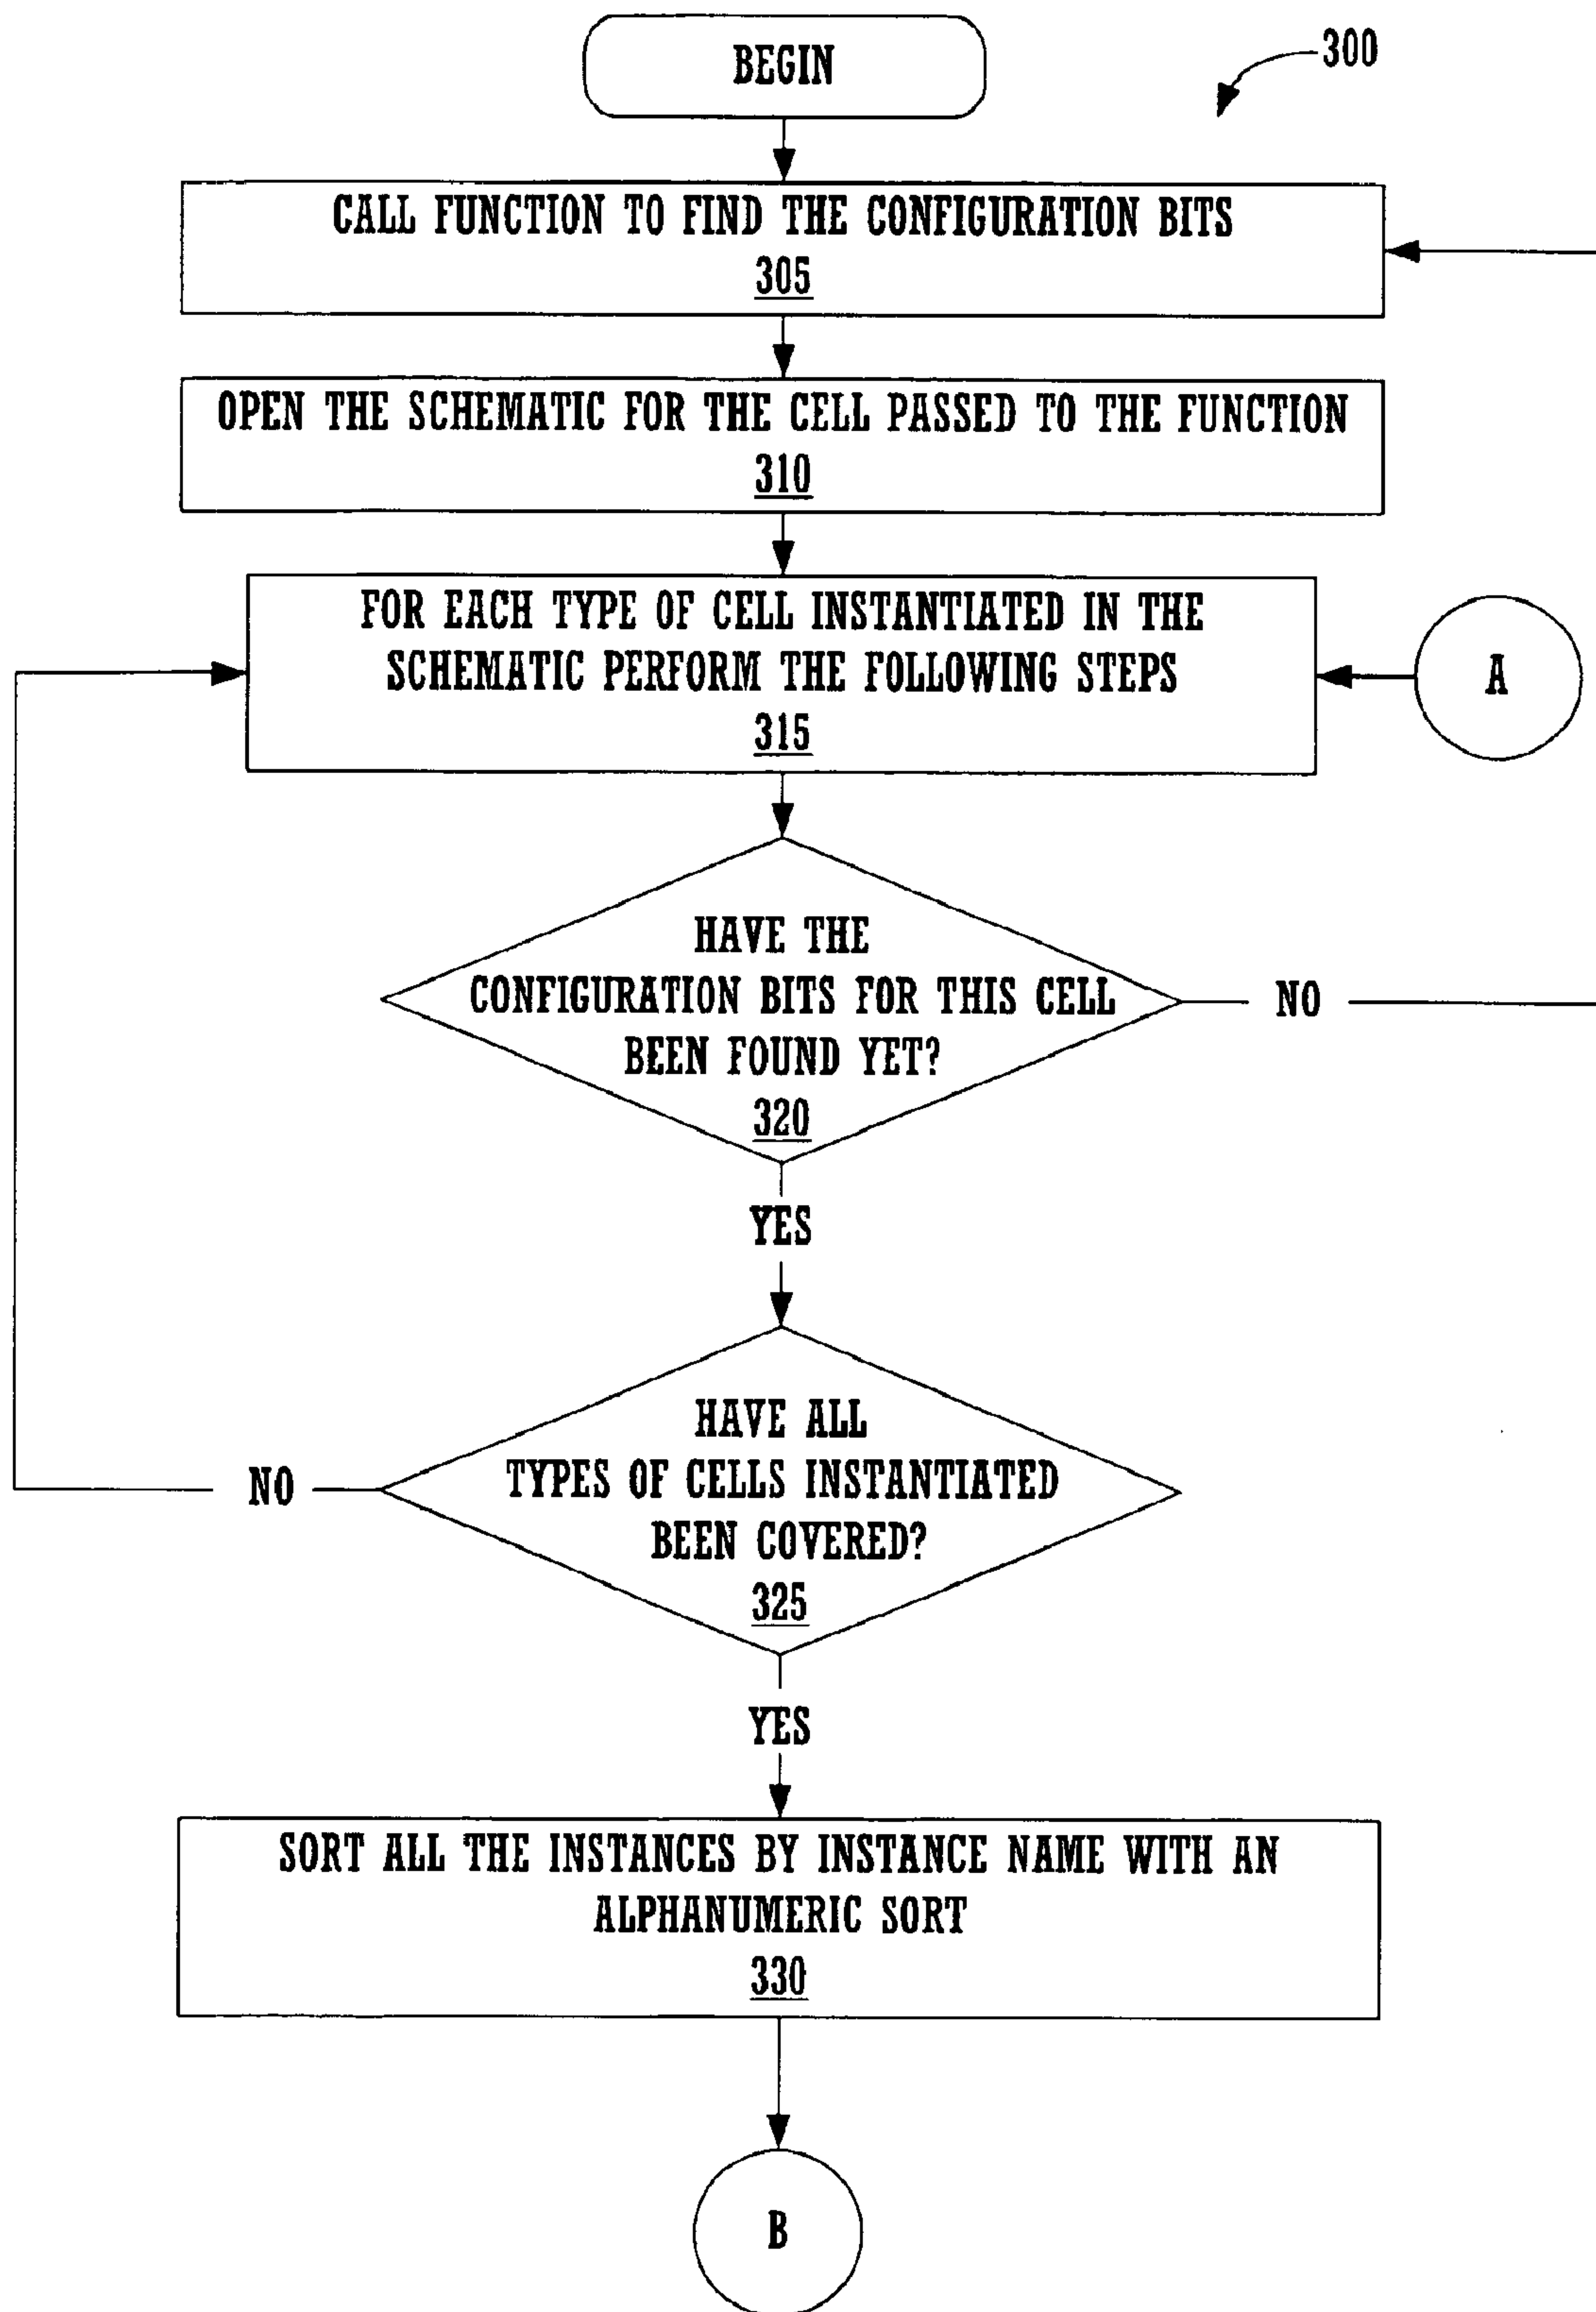 BEGIN
300
CALL FUNCTION TO FIND THE CONFIGURATION BITS
305
OPEN THE SCHEMATIC FOR THE CELL PASSED TO THE FUNCTION
310
FOR EACH TYPE OF CELL INSTANTIATED IN THE
SCHEMATIC PERFORM THE FOLLOWING STEPS
315
A
HAVE THE
CONFIGURATION BITS FOR THIS CELL
BEEN FOUND YET?
320
NO
YES
HAVE ALL
TYPES OF CELLS INSTANTIATED
BEEN COVERED?
325
NO
YES
SORT ALL THE INSTANCES BY INSTANCE NAME WITH AN
ALPHANUMERIC SORT
330
B